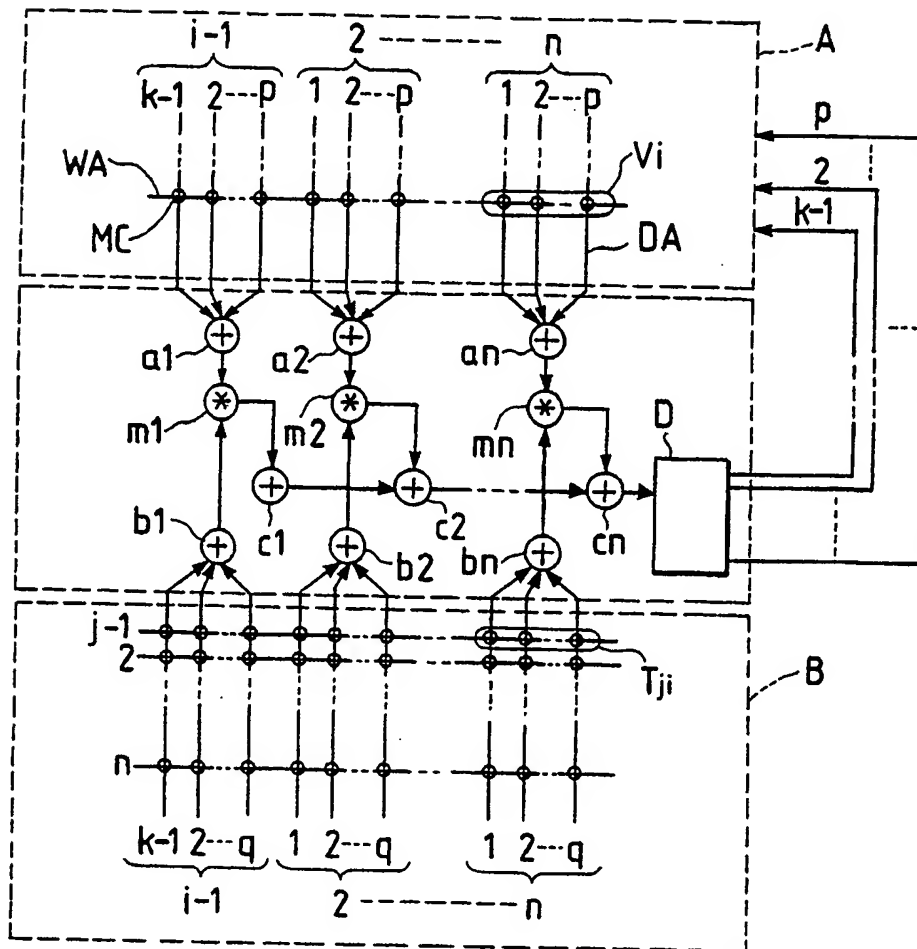 i-1 2 ------ n A
k-1 2---p 1 2---p 1 2---p
p
WA Vi
2
MC DA k-1
+ + +
a1 a2 an
* * *
m1 m2 mn D
+ + +
b1 c1 c2 bn cn
+ + b2 +
j-1
2 Tji B
n
k-1 2---q 1 2---q 1 2---q
i-1 2 ------ n